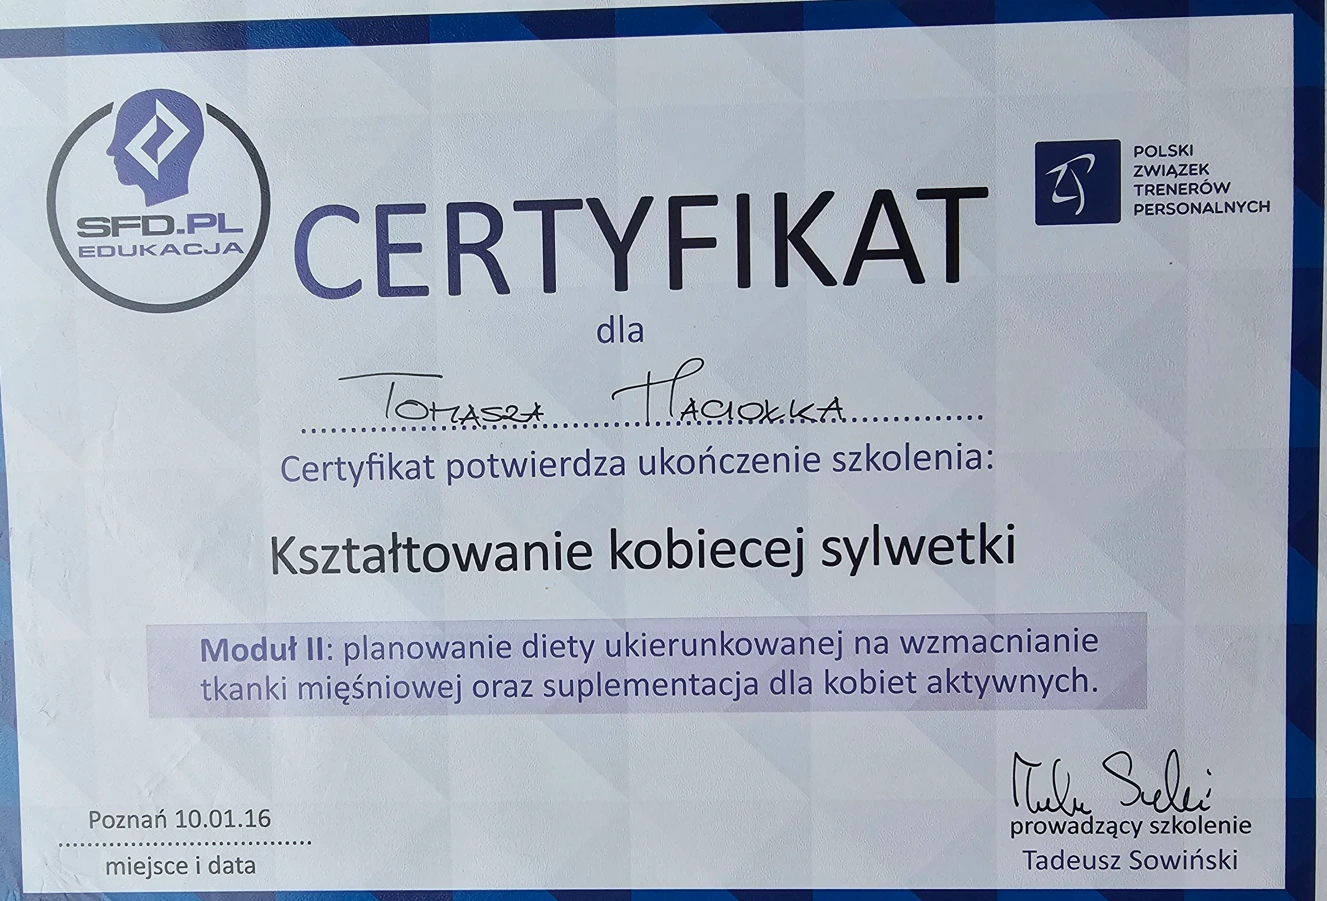 SFD.PL
EDUKACJA
POLSKI
ZWIĄZEK
TRENERÓW
PERSONALNYCH
CERTYFIKAT
dla
TOMASZA MACIOŁKA
Certyfikat potwierdza ukończenie szkolenia:
Kształtowanie kobiecej sylwetki
Moduł II: planowanie diety ukierunkowanej na wzmacnianie
tkanki mięśniowej oraz suplementacja dla kobiet aktywnych.
Poznań 10.01.16
miejsce i data
prowadzący szkolenie
Tadeusz Sowiński